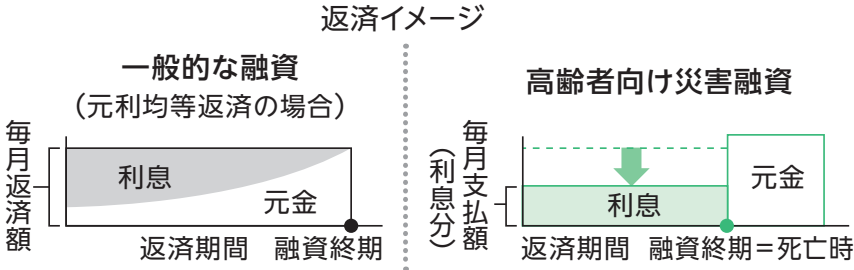 返済イメージ
一般的な融資
（元利均等返済の場合）
毎月返済額
利息
元金
返済期間
融資終期
高齢者向け災害融資
毎月支払額
（利息分）
利息
元金
返済期間
融資終期＝死亡時